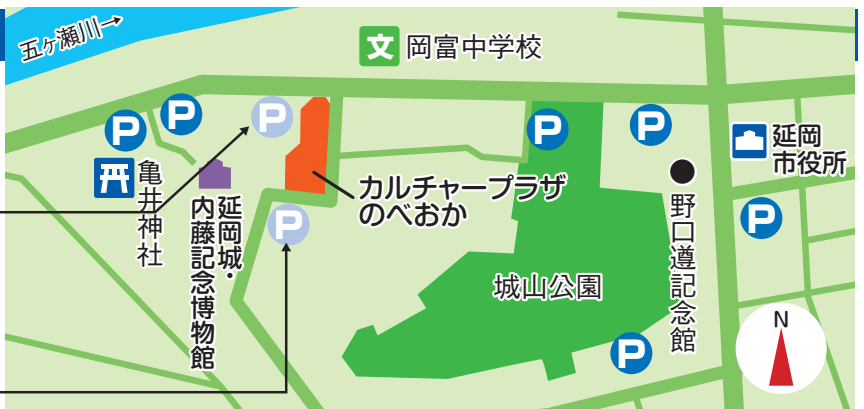 五ヶ瀬川→
文 岡富中学校
P
P
P
P
P
延岡
市役所
亀井神社
カルチャープラザ
のべおか
延岡城・
内藤記念博物館
P
P
野口遵記念館
城山公園
P
N